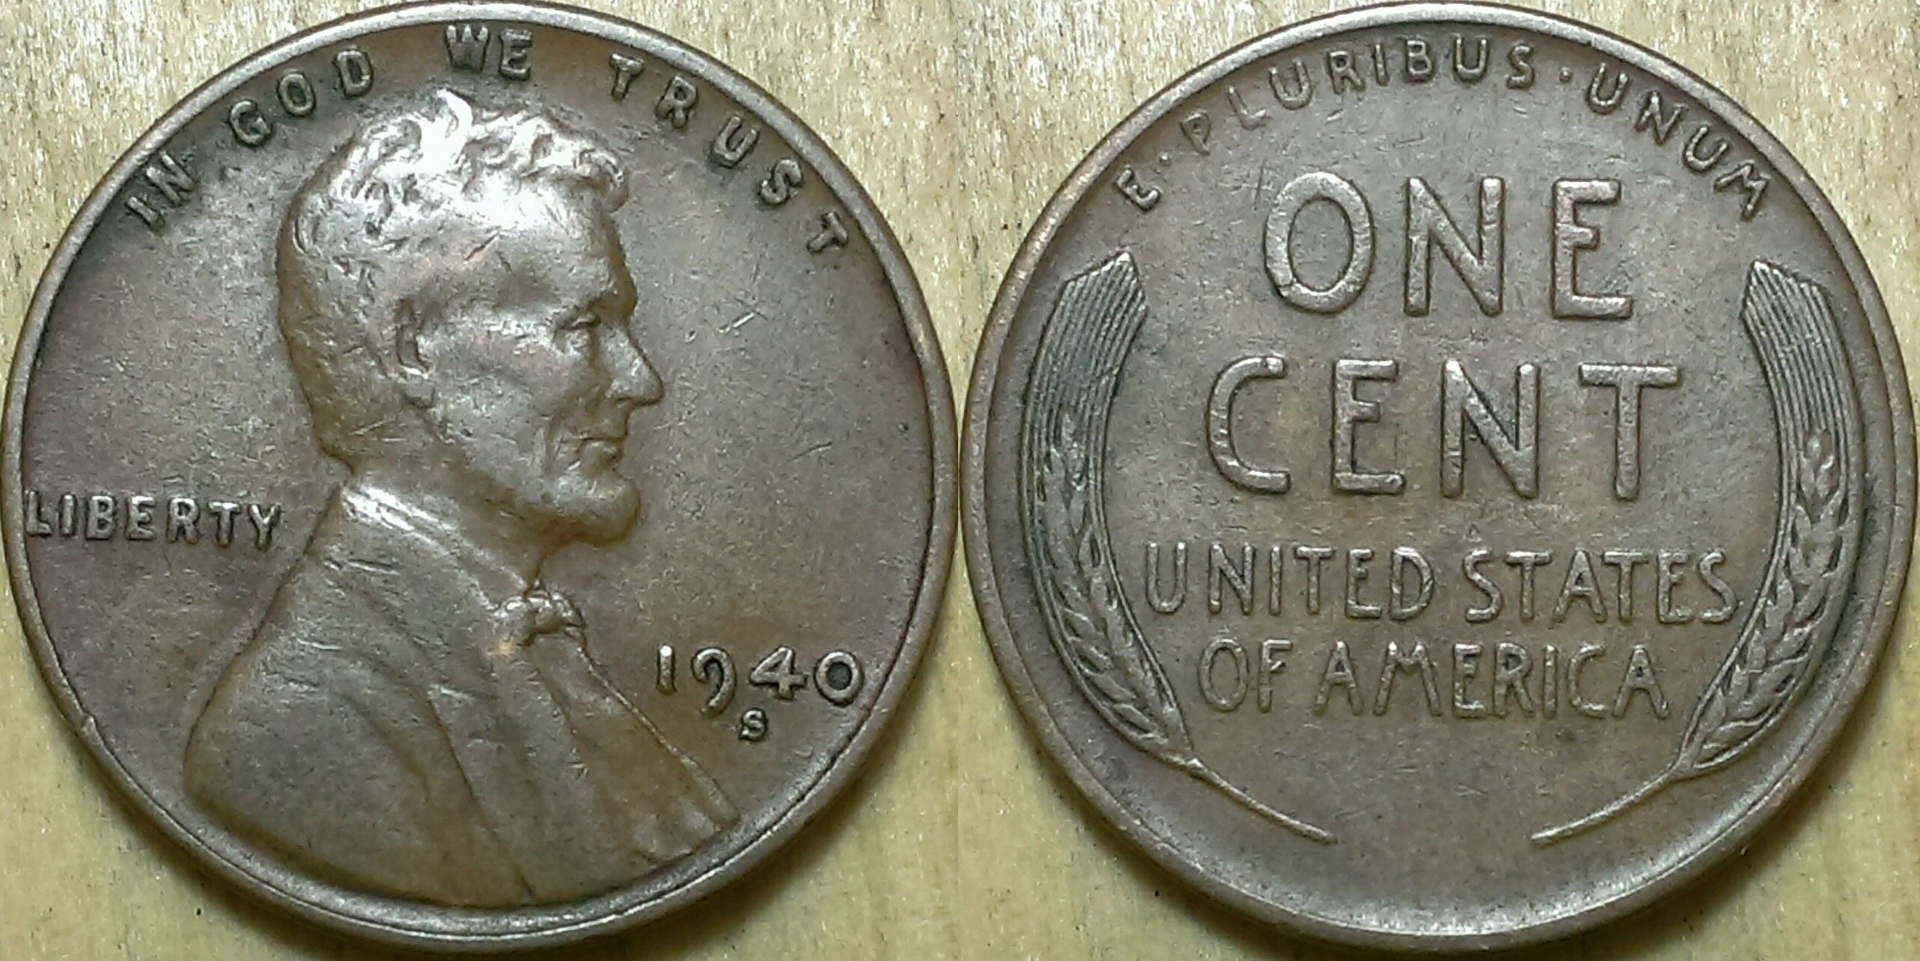 IN GOD WE TRUST
LIBERTY
1940
S
E·PLURIBUS·UNUM
ONE
CENT
UNITED STATES
OF AMERICA